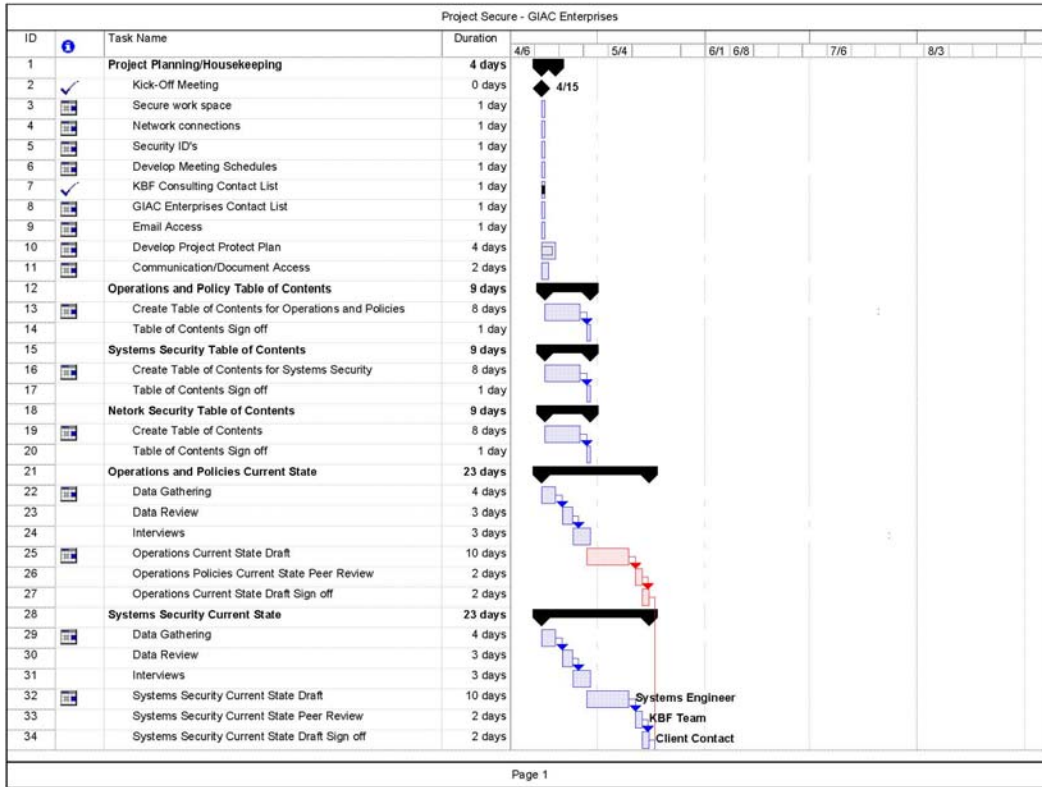 Project Secure - GIAC Enterprises
ID Task Name Duration
4/6 5/4 6/1 6/8 7/6 8/3
1 Project Planning/Housekeeping 4 days
2 Kick-Off Meeting 0 days 4/15
3 Secure work space 1 day
4 Network connections 1 day
5 Security ID's 1 day
6 Develop Meeting Schedules 1 day
7 KBF Consulting Contact List 1 day
8 GIAC Enterprises Contact List 1 day
9 Email Access 1 day
10 Develop Project Protect Plan 4 days
11 Communication/Document Access 2 days
12 Operations and Policy Table of Contents 9 days
13 Create Table of Contents for Operations and Policies 8 days
14 Table of Contents Sign off 1 day
15 Systems Security Table of Contents 9 days
16 Create Table of Contents for Systems Security 8 days
17 Table of Contents Sign off 1 day
18 Netork Security Table of Contents 9 days
19 Create Table of Contents 8 days
20 Table of Contents Sign off 1 day
21 Operations and Policies Current State 23 days
22 Data Gathering 4 days
23 Data Review 3 days
24 Interviews 3 days
25 Operations Current State Draft 10 days
26 Operations Policies Current State Peer Review 2 days
27 Operations Current State Draft Sign off 2 days
28 Systems Security Current State 23 days
29 Data Gathering 4 days
30 Data Review 3 days
31 Interviews 3 days
32 Systems Security Current State Draft 10 days Systems Engineer
33 Systems Security Current State Peer Review 2 days KBF Team
34 Systems Security Current State Draft Sign off 2 days Client Contact
Page 1